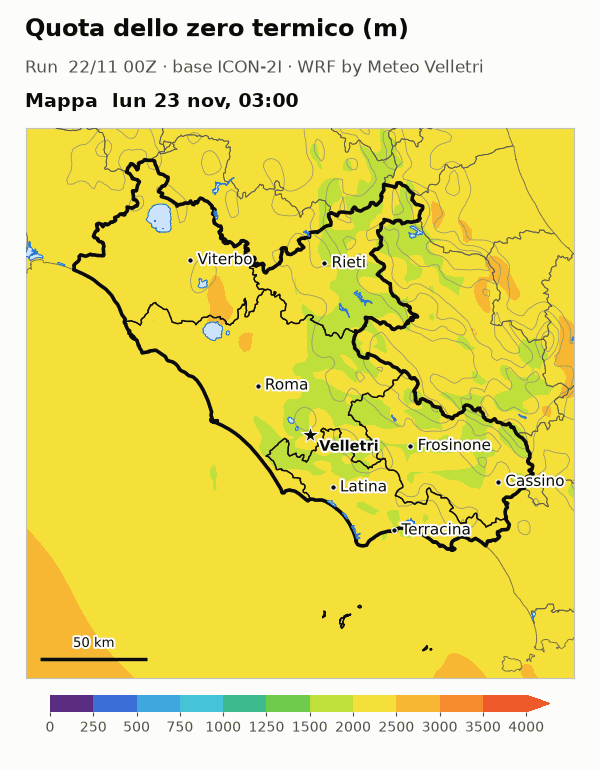 Quota dello zero termico (m)
Run  22/11 00Z · base ICON-2I · WRF by Meteo Velletri
Mappa  lun 23 nov, 03:00
Viterbo
Rieti
Roma
Velletri
Frosinone
Latina
Cassino
Terracina
50 km
0 250 500 750 1000 1250 1500 2000 2500 3000 3500 4000